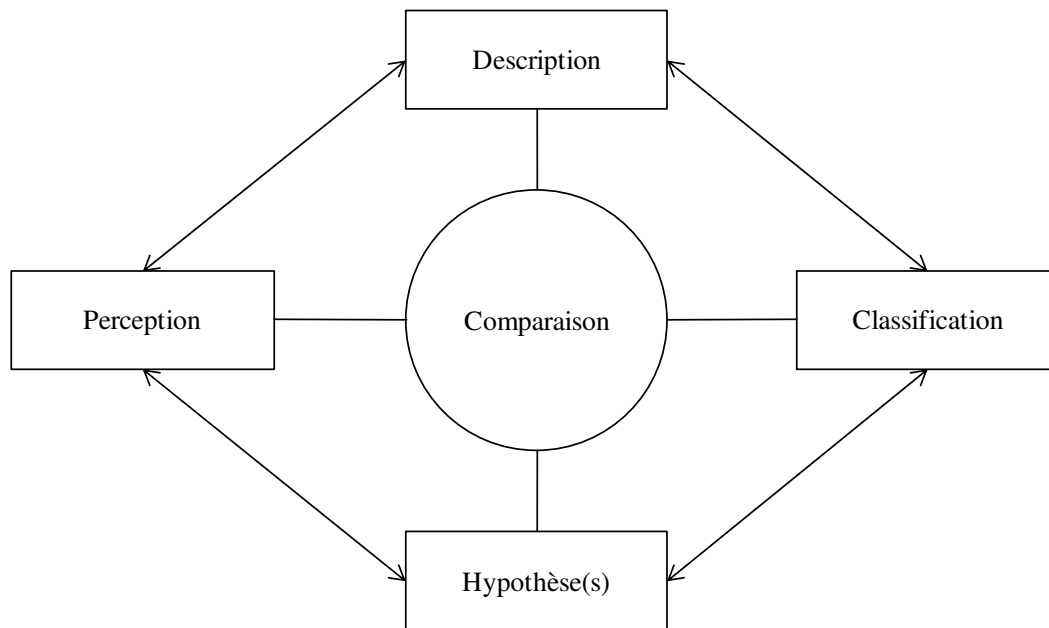 Description
Perception
Comparaison
Classification
Hypothèse(s)